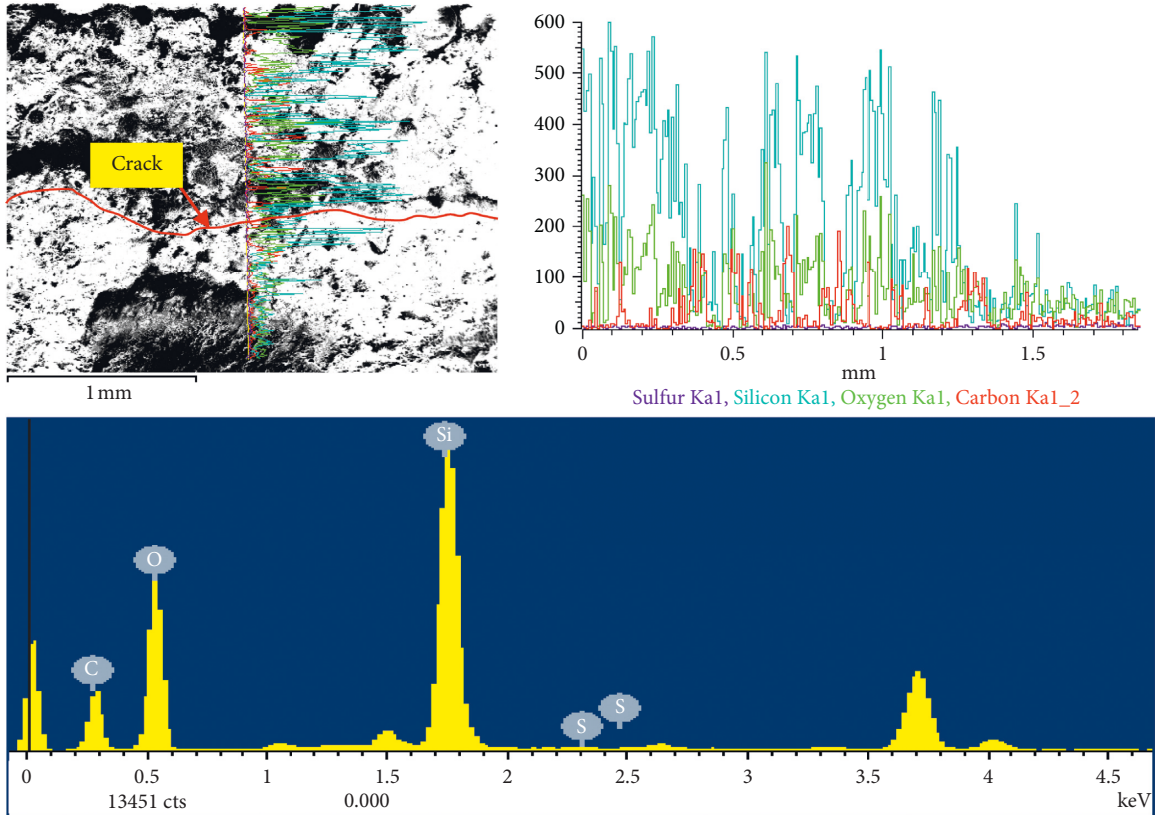 Crack
1 mm
600
500
400
300
200
100
0
0 0.5 1 1.5
mm
Sulfur Ka1, Silicon Ka1, Oxygen Ka1, Carbon Ka1_2
Si
O
C
S
S
0 0.5 1 1.5 2 2.5 3 3.5 4 4.5
13451 cts 0.000 keV